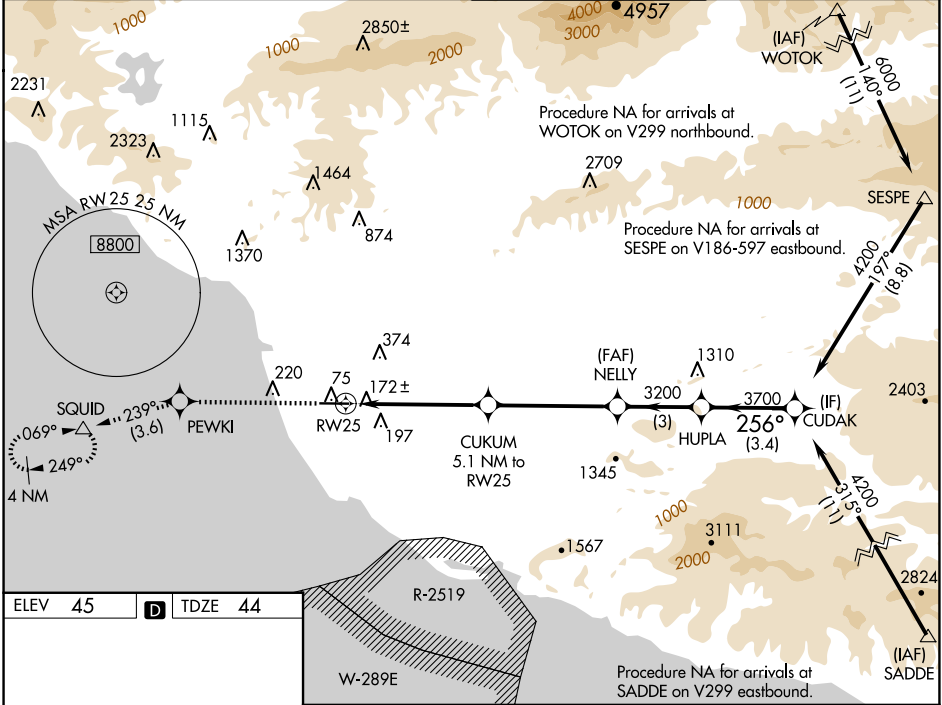 1000
2850±
1000
2000
4000
3000
4957
(IAF)
WOTOK
6000
140°
(11)
2231
1115
2323
Procedure NA for arrivals at
WOTOK on V299 northbound.
1464
2709
874
1370
1000
SESPE
Procedure NA for arrivals at
SESPE on V186-597 eastbound.
MSA RW25 25 NM
8800
4200
197°
(8.8)
374
(FAF)
NELLY
1310
220
75
172±
3200
(3)
3700
256°
(3.4)
(IF)
CUDAK
2403
SQUID
239°
(3.6)
PEWKI
RW25
197
CUKUM
5.1 NM to
RW25
HUPLA
069°
249°
4 NM
1345
4200
315°
(11)
1000
1567
3111
2000
2824
R-2519
W-289E
(IAF)
SADDE
Procedure NA for arrivals at
SADDE on V299 eastbound.
ELEV 45 D TDZE 44